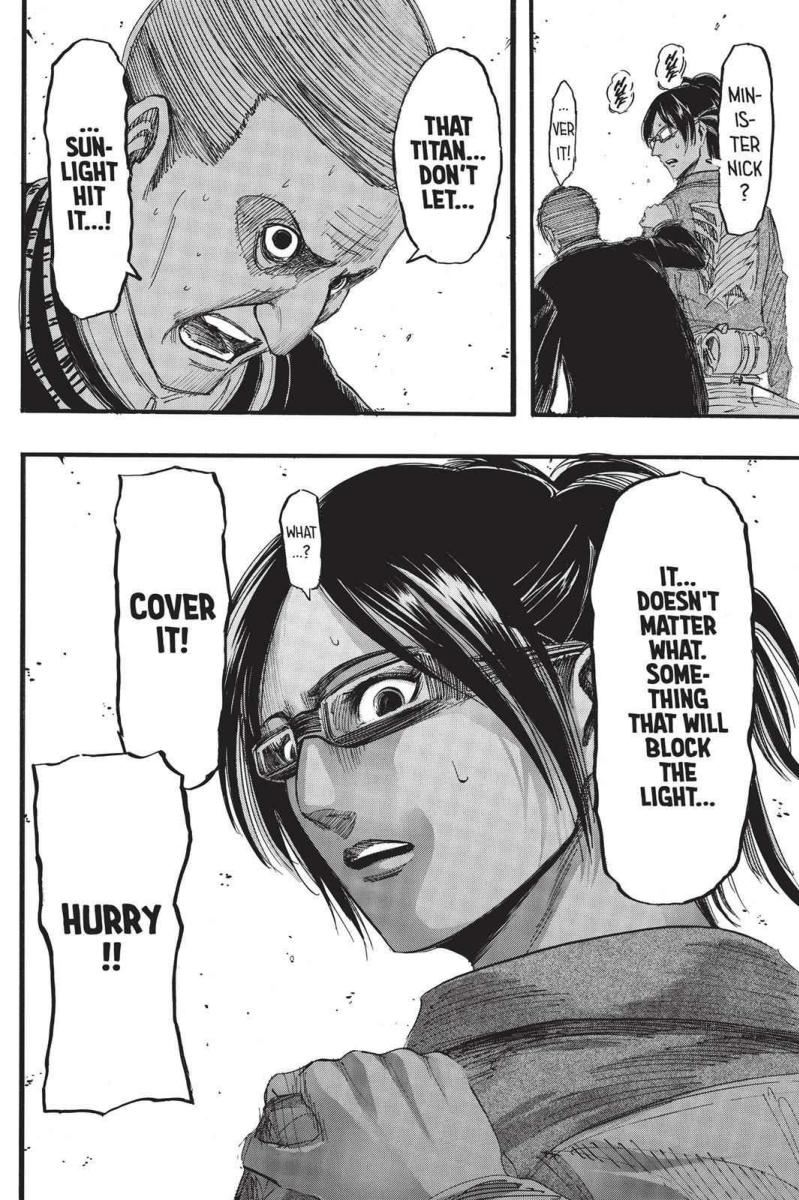 MIN-
IS-
TER
NICK
?
...
VER
IT!
THAT
TITAN...
DON'T
LET...
...
SUN-
LIGHT
HIT
IT...!
IT...
DOESN'T
MATTER
WHAT.
SOME-
THING
THAT WILL
BLOCK
THE
LIGHT...
WHAT
...?
COVER
IT!
HURRY
!!